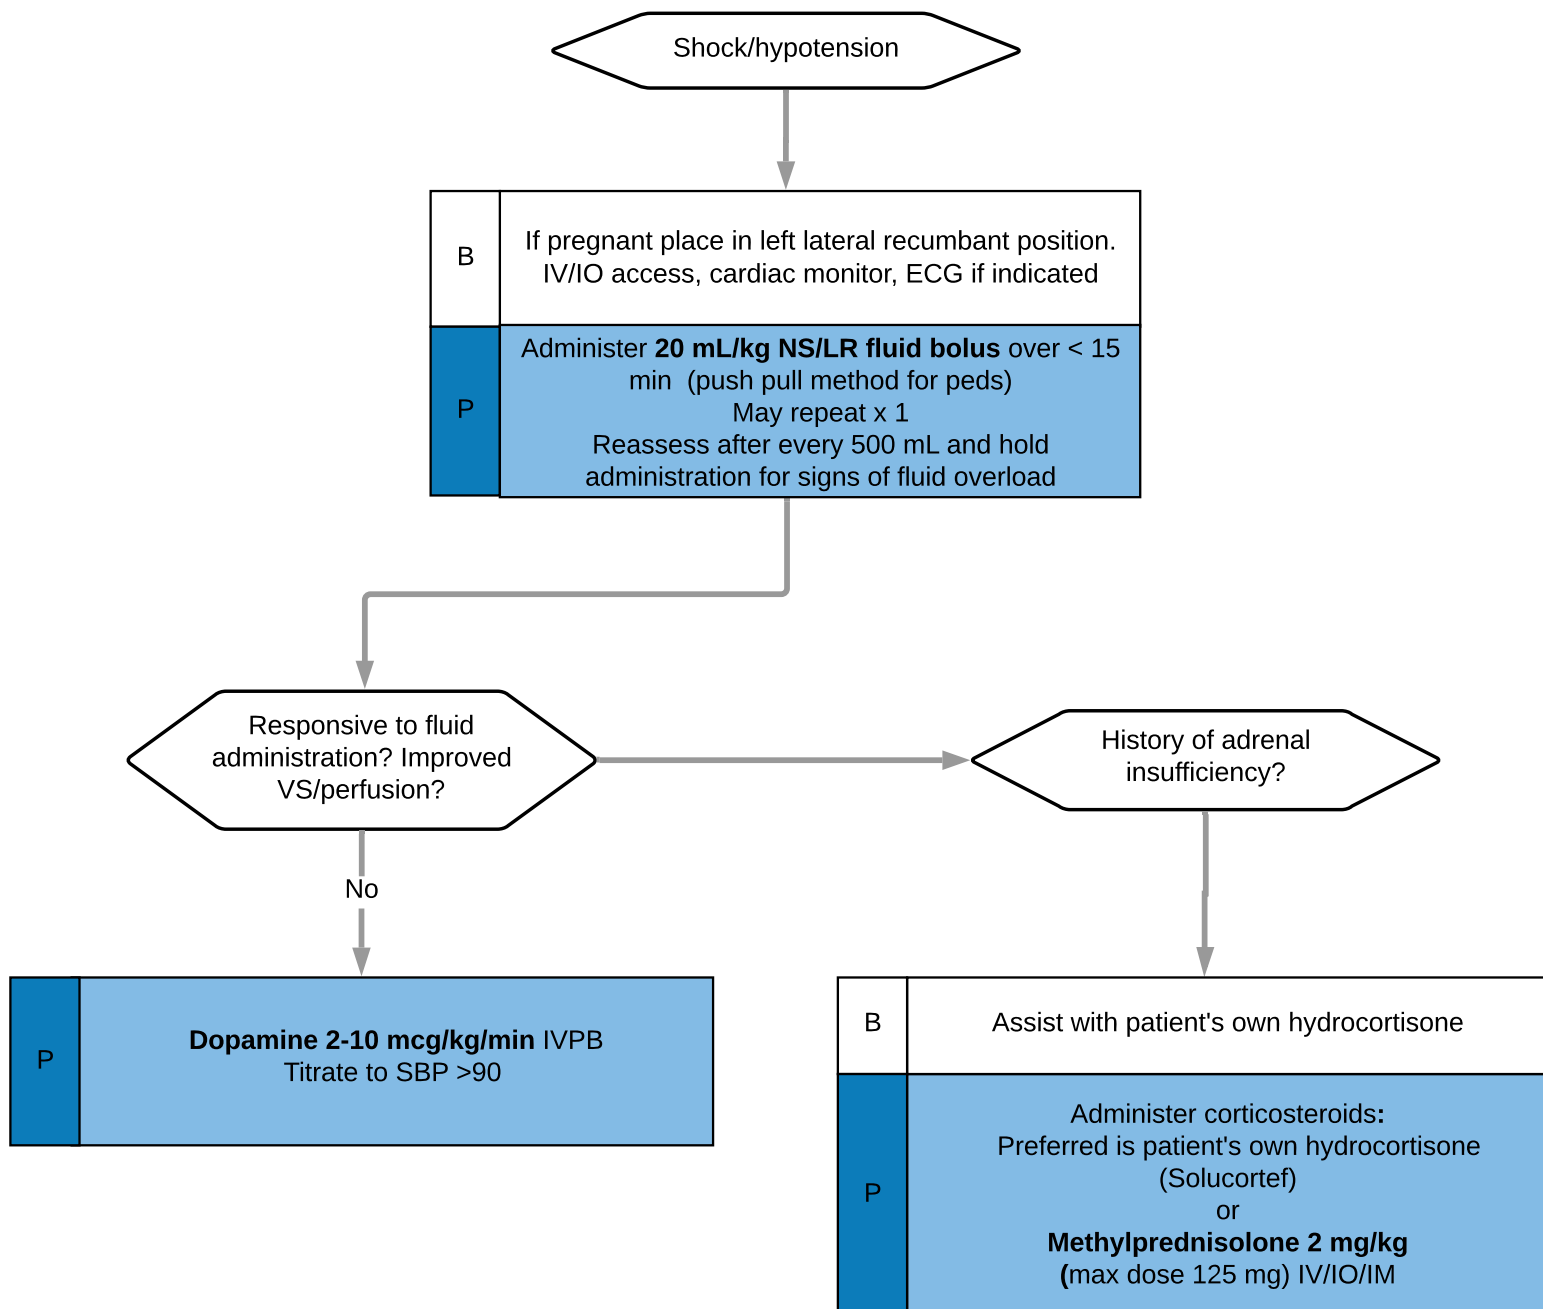 Shock/hypotension
B
If pregnant place in left lateral recumbant position.
IV/IO access, cardiac monitor, ECG if indicated
P
Administer 20 mL/kg NS/LR fluid bolus over < 15
min  (push pull method for peds)
May repeat x 1
Reassess after every 500 mL and hold
administration for signs of fluid overload
Responsive to fluid
administration? Improved
VS/perfusion?
History of adrenal
insufficiency?
No
P
Dopamine 2-10 mcg/kg/min IVPB
Titrate to SBP >90
B
Assist with patient's own hydrocortisone
P
Administer corticosteroids:
Preferred is patient's own hydrocortisone
(Solucortef)
or
Methylprednisolone 2 mg/kg
(max dose 125 mg) IV/IO/IM